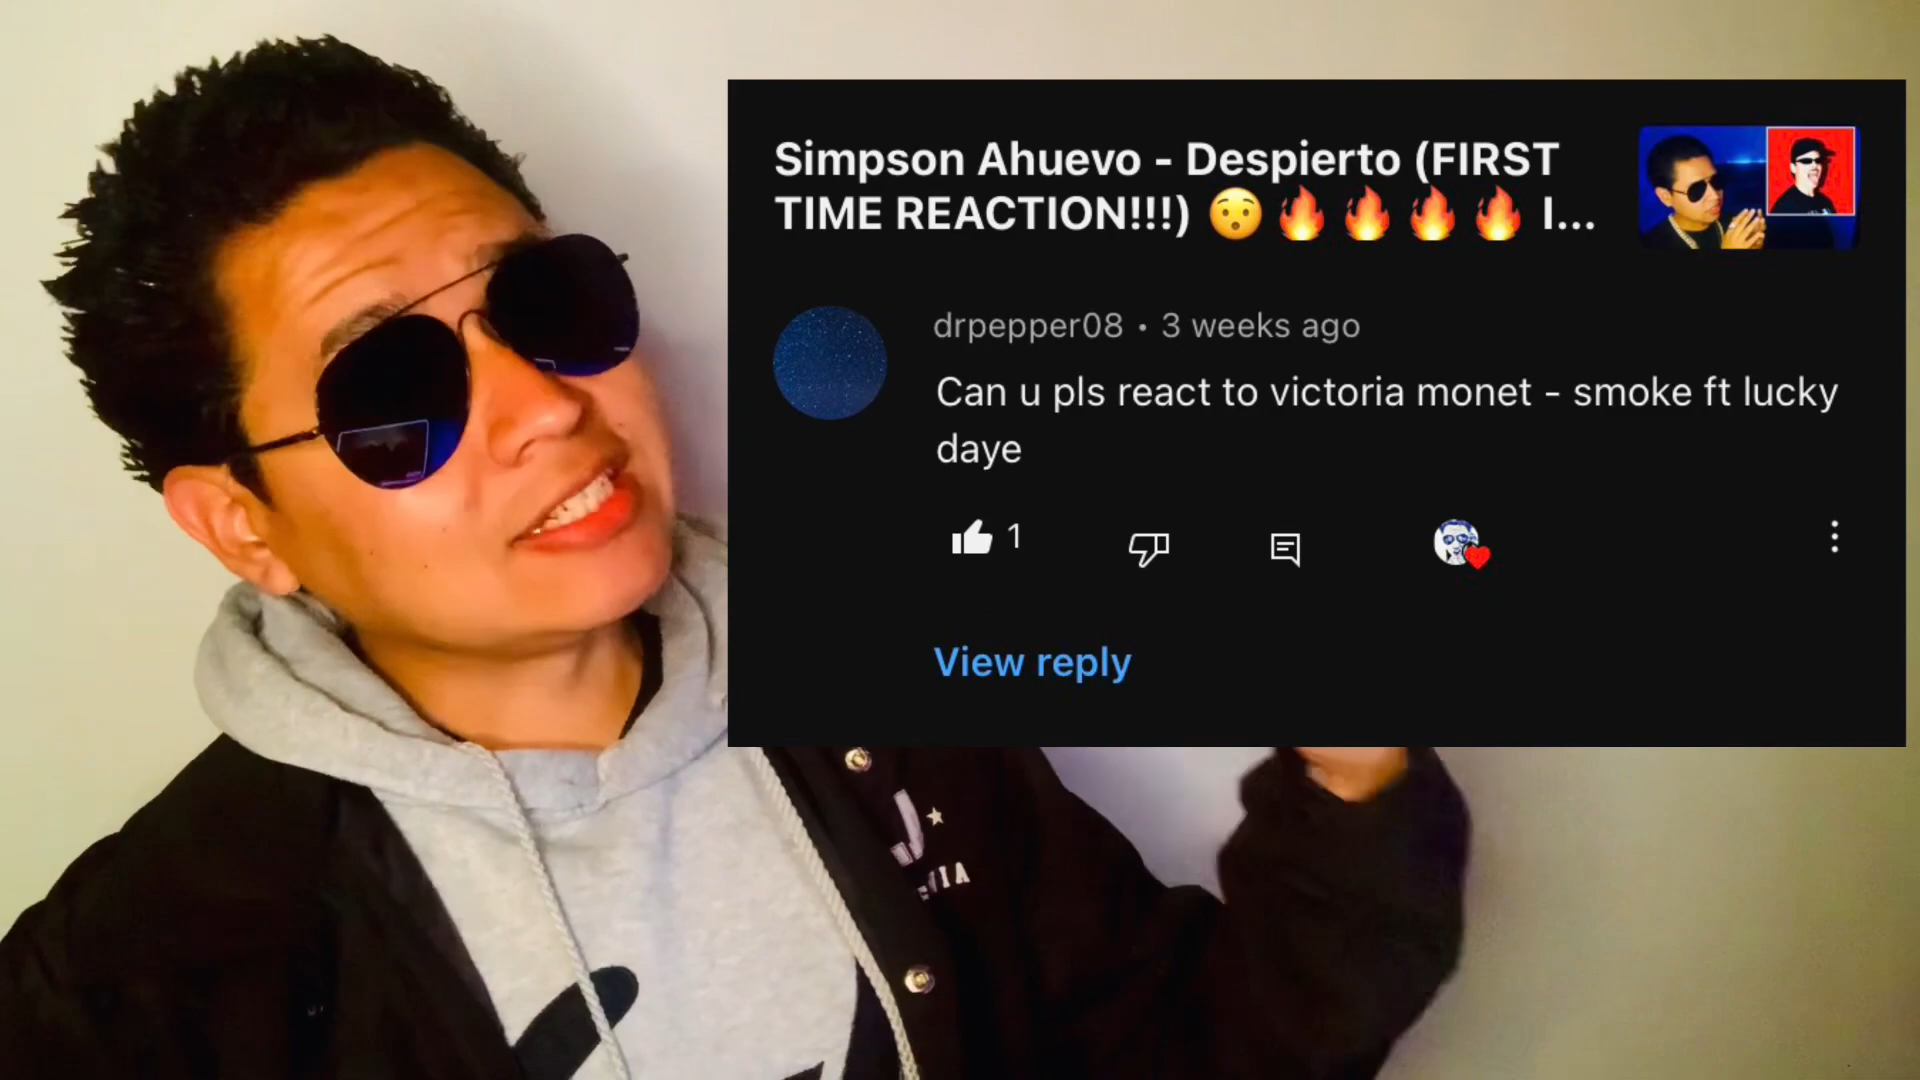 Simpson Ahuevo - Despierto (FIRST
TIME REACTION!!!) 😯🔥🔥🔥🔥 I...
drpepper08 • 3 weeks ago
Can u pls react to victoria monet - smoke ft lucky
daye
1
View reply
J